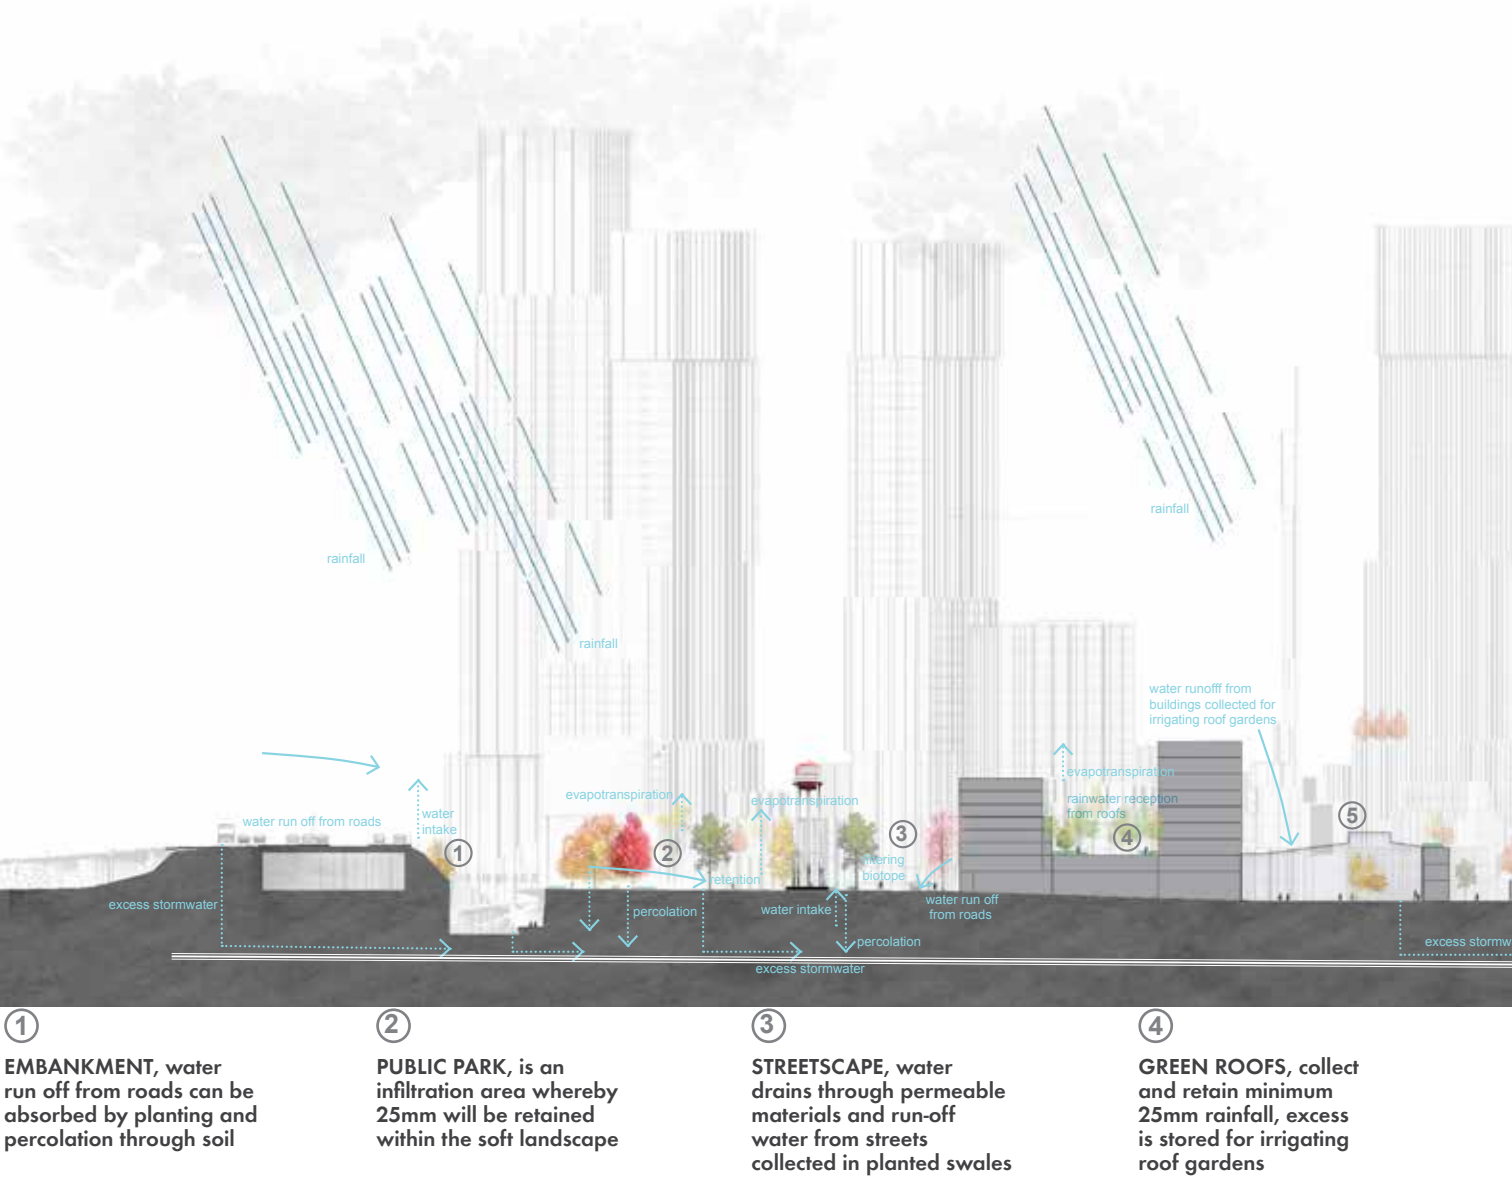 rainfall
rainfall
rainfall
water runofff from
buildings collected for
irrigating roof gardens
evapotranspiration
rainwater reception
from roofs
evapotranspiration
evapotranspiration
water run off from roads
water
intake
1
2
3
4
5
filtering
biotope
retention
excess stormwater
percolation
water intake
water run off
from roads
percolation
excess stormwater
excess stormw
1
EMBANKMENT, water
run off from roads can be
absorbed by planting and
percolation through soil
2
PUBLIC PARK, is an
infiltration area whereby
25mm will be retained
within the soft landscape
3
STREETSCAPE, water
drains through permeable
materials and run-off
water from streets
collected in planted swales
4
GREEN ROOFS, collect
and retain minimum
25mm rainfall, excess
is stored for irrigating
roof gardens